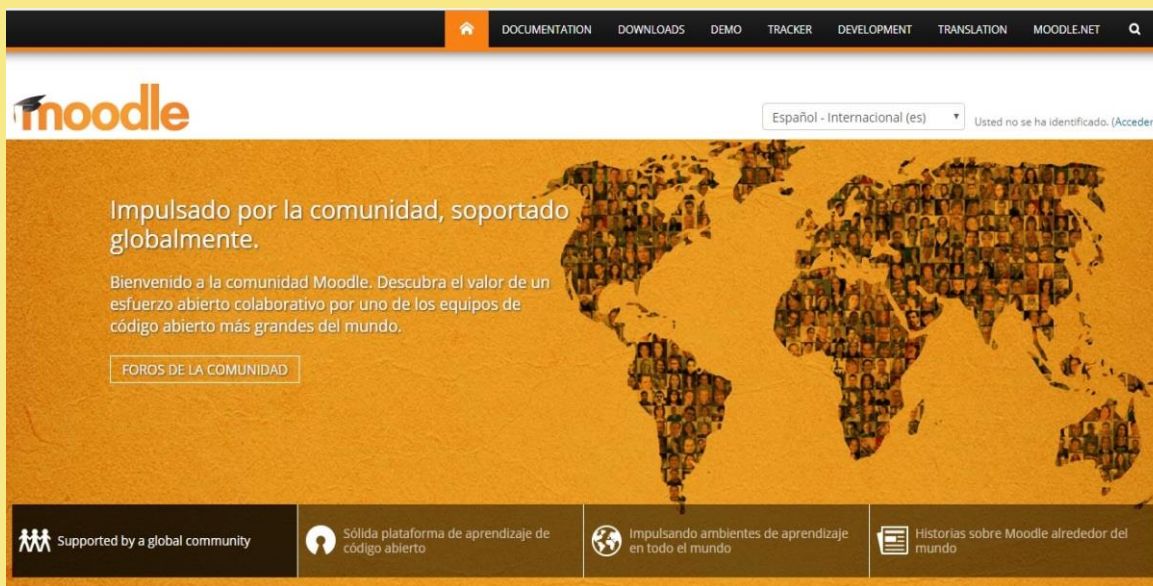 DOCUMENTATION DOWNLOADS DEMO TRACKER DEVELOPMENT TRANSLATION MOODLE.NET
moodle
Español - Internacional (es)
Usted no se ha identificado. (Acceder
Impulsado por la comunidad, soportado
globalmente.
Bienvenido a la comunidad Moodle. Descubra el valor de un
esfuerzo abierto colaborativo por uno de los equipos de
código abierto más grandes del mundo.
FOROS DE LA COMUNIDAD
Supported by a global community
Sólida plataforma de aprendizaje de
código abierto
Impulsando ambientes de aprendizaje
en todo el mundo
Historias sobre Moodle alrededor del
mundo